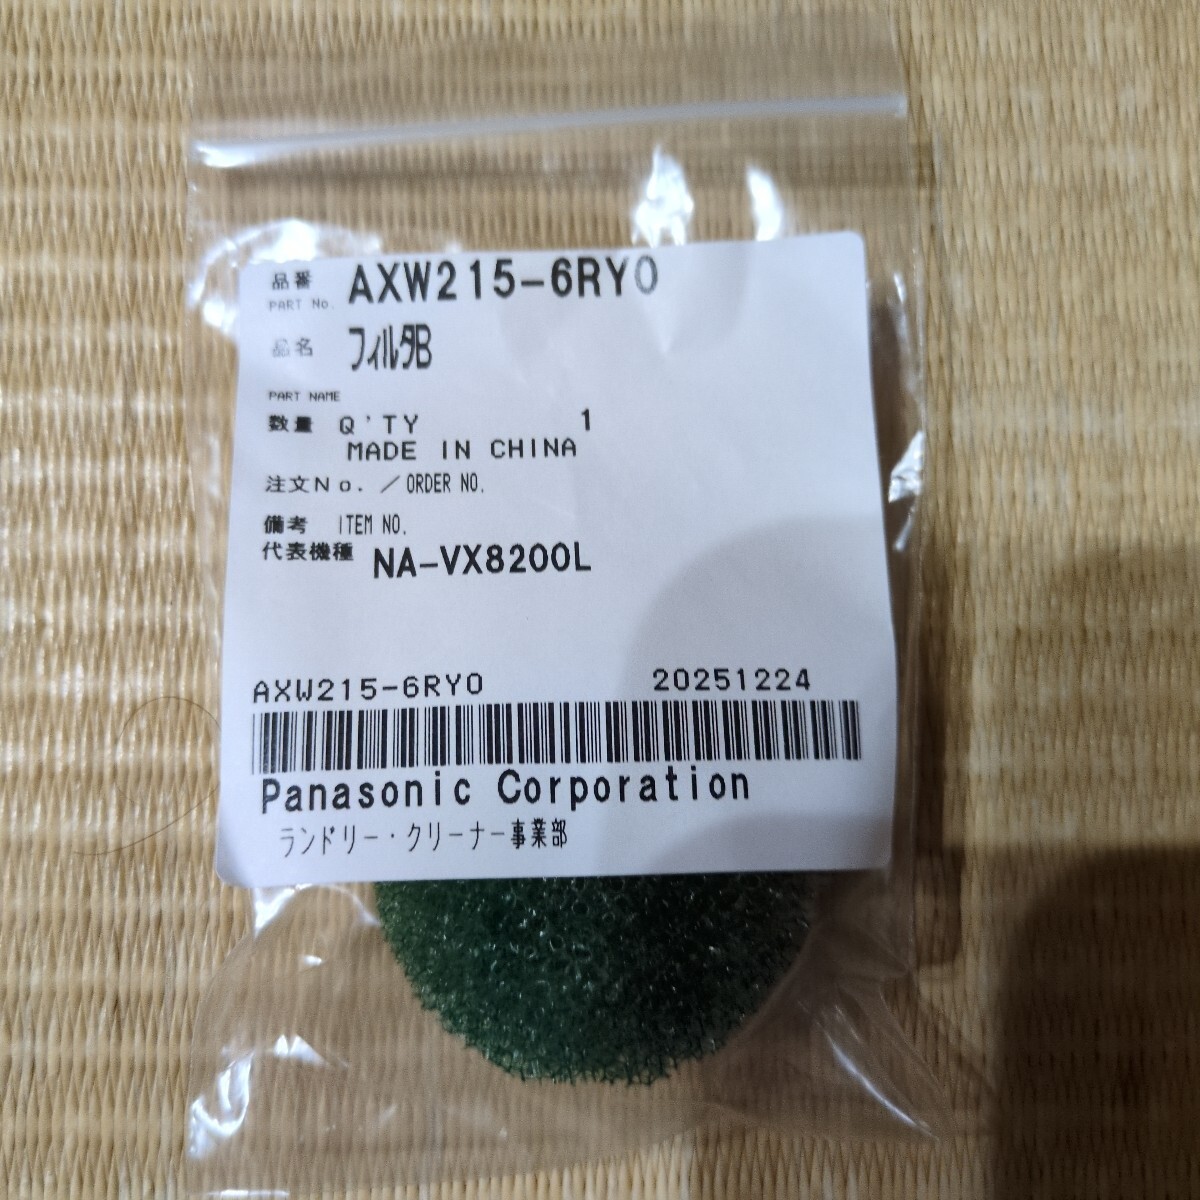 品番 AXW215-6RY0
PART No.
品名 フィルタB
PART NAME
数量 Q'TY 1
MADE IN CHINA
注文No. ／ORDER NO.
備考 ITEM NO.
代表機種 NA-VX8200L
AXW215-6RY0 20251224
Panasonic Corporation
ランドリー・クリーナー事業部